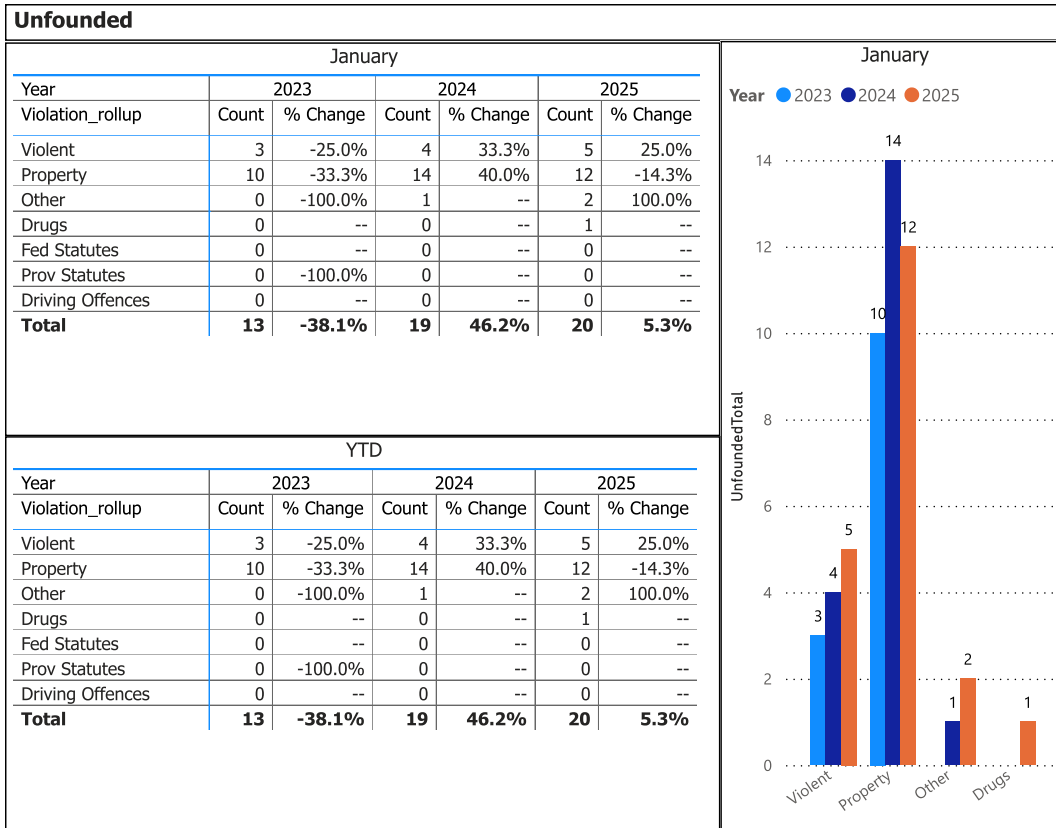 Unfounded
January
Year 2023 2024 2025
Violation_rollup Count % Change Count % Change Count % Change
Violent 3 -25.0% 4 33.3% 5 25.0%
Property 10 -33.3% 14 40.0% 12 -14.3%
Other 0 -100.0% 1 -- 2 100.0%
Drugs 0 -- 0 -- 1 --
Fed Statutes 0 -- 0 -- 0 --
Prov Statutes 0 -100.0% 0 -- 0 --
Driving Offences 0 -- 0 -- 0 --
Total 13 -38.1% 19 46.2% 20 5.3%
YTD
Year 2023 2024 2025
Violation_rollup Count % Change Count % Change Count % Change
Violent 3 -25.0% 4 33.3% 5 25.0%
Property 10 -33.3% 14 40.0% 12 -14.3%
Other 0 -100.0% 1 -- 2 100.0%
Drugs 0 -- 0 -- 1 --
Fed Statutes 0 -- 0 -- 0 --
Prov Statutes 0 -100.0% 0 -- 0 --
Driving Offences 0 -- 0 -- 0 --
Total 13 -38.1% 19 46.2% 20 5.3%
January
Year 2023 2024 2025
UnfoundedTotal
14
12
10
8
6
4
2
0
3
4
5
10
14
12
1
2
1
Violent
Property
Other
Drugs